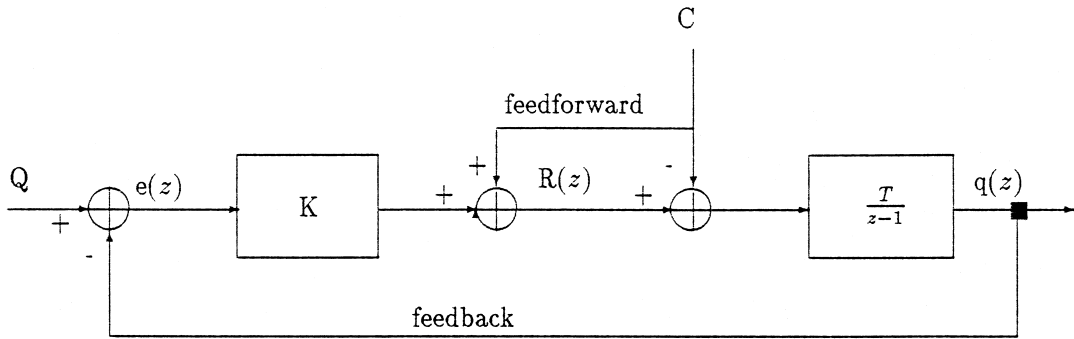 C
feedforward
Q
+
-
e(z)
K
+
+
R(z)
+
-
T
z−1
q(z)
feedback